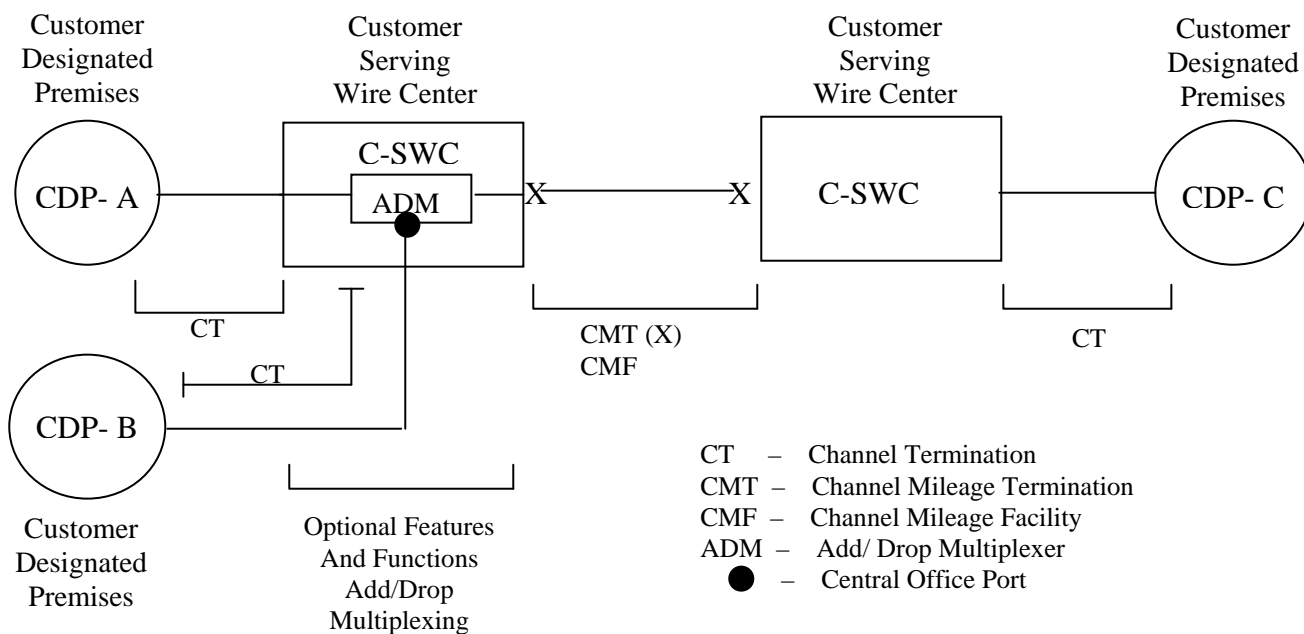 Customer
Designated
Premises
Customer
Serving
Wire Center
Customer
Serving
Wire Center
Customer
Designated
Premises
CDP- A
C-SWC
ADM
X
X
C-SWC
CDP- C
CT
CMT (X)
CMF
CT
CT
CDP- B
Customer
Designated
Premises
Optional Features
And Functions
Add/Drop
Multiplexing
CT – Channel Termination
CMT – Channel Mileage Termination
CMF – Channel Mileage Facility
ADM – Add/ Drop Multiplexer
– Central Office Port